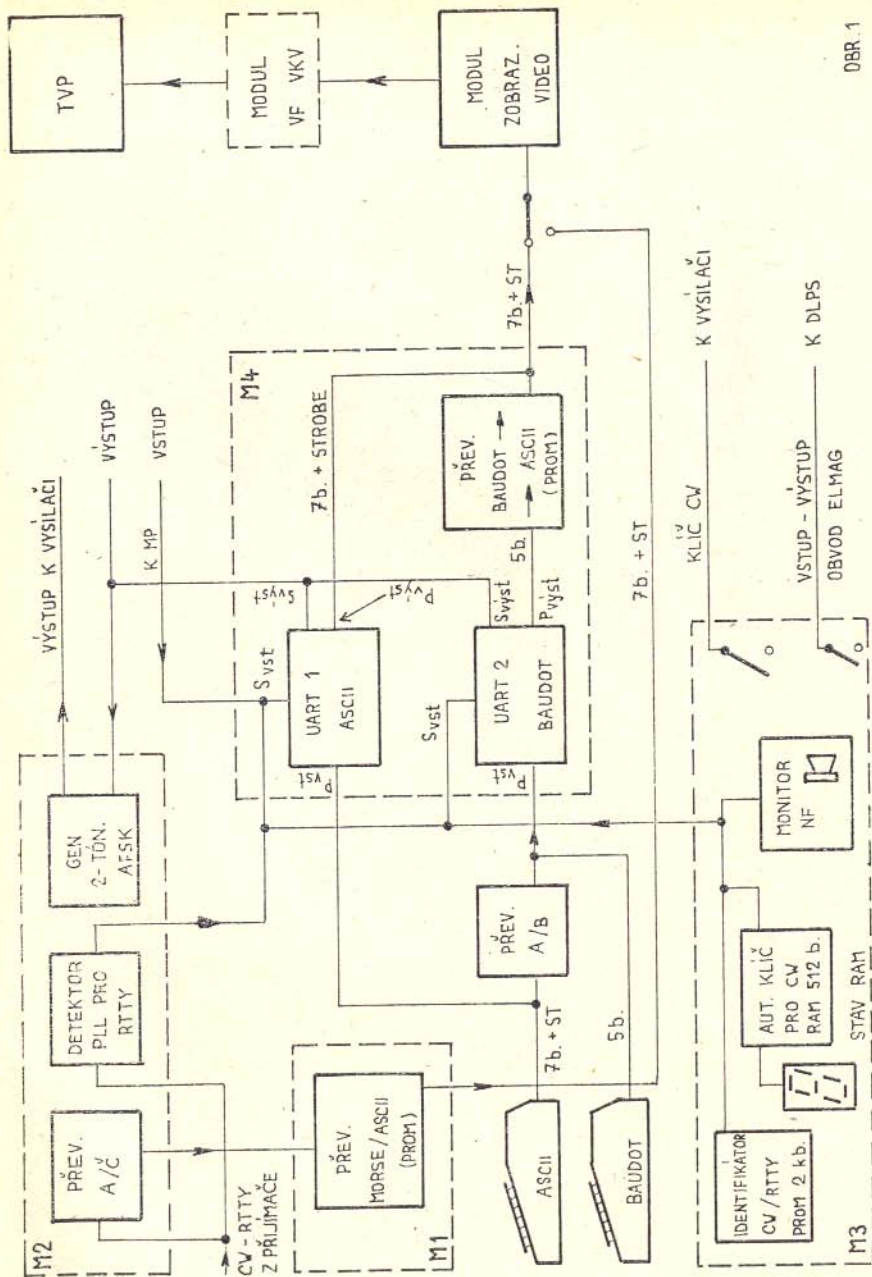 M2
PŘEV.
A/Č
DETEKTOR
PLL PRO
RTTY
GEN
2-TÓN.
AFSK
VÝSTUP K VYSÍLAČI
VÝSTUP
VSTUP
K MP
TVP
MODUL
VF VKV
MODUL
ZOBRAZ.
VIDEO
CW-RTTY
Z PŘIJÍMAČE
M1
PŘEV.
MORSE/ASCII
(PROM)
M4
S vst
UART 1
ASCII
Svýst
Pvýst
P vst
7b. + STROBE
Svst
UART 2
BAUDOT
Svýst
Pvýst
P vst
5b.
PŘEV.
BAUDOT
ASCII
(PROM)
7b. + ST
ASCII
7b. + ST
PŘEV.
A/B
BAUDOT
5b.
7b. + ST
M3
IDENTIFIKÁTOR
CW/RTTY
PROM 2 kb.
AUT. KLÍČ
PRO CW
RAM 512 b.
STAV RAM
MONITOR
NF
KLÍČ CW
K VYSÍLAČI
VSTUP - VÝSTUP
OBVOD ELMAG
K DLPS
OBR.1